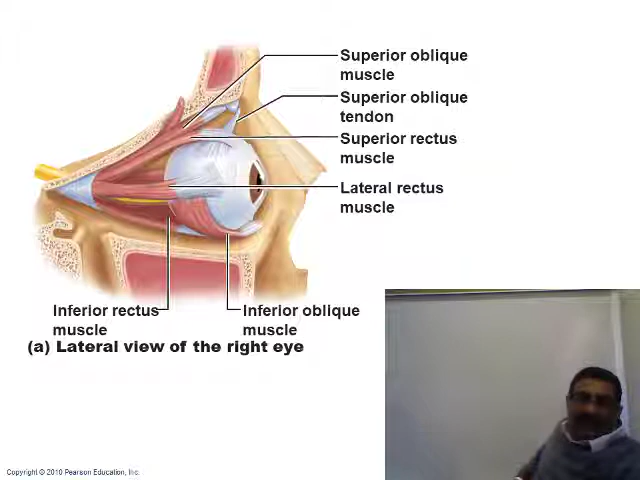 Superior oblique
muscle
Superior oblique
tendon
Superior rectus
muscle
Lateral rectus
muscle
Inferior rectus
muscle
Inferior oblique
muscle
(a) Lateral view of the right eye
Copyright © 2010 Pearson Education, Inc.